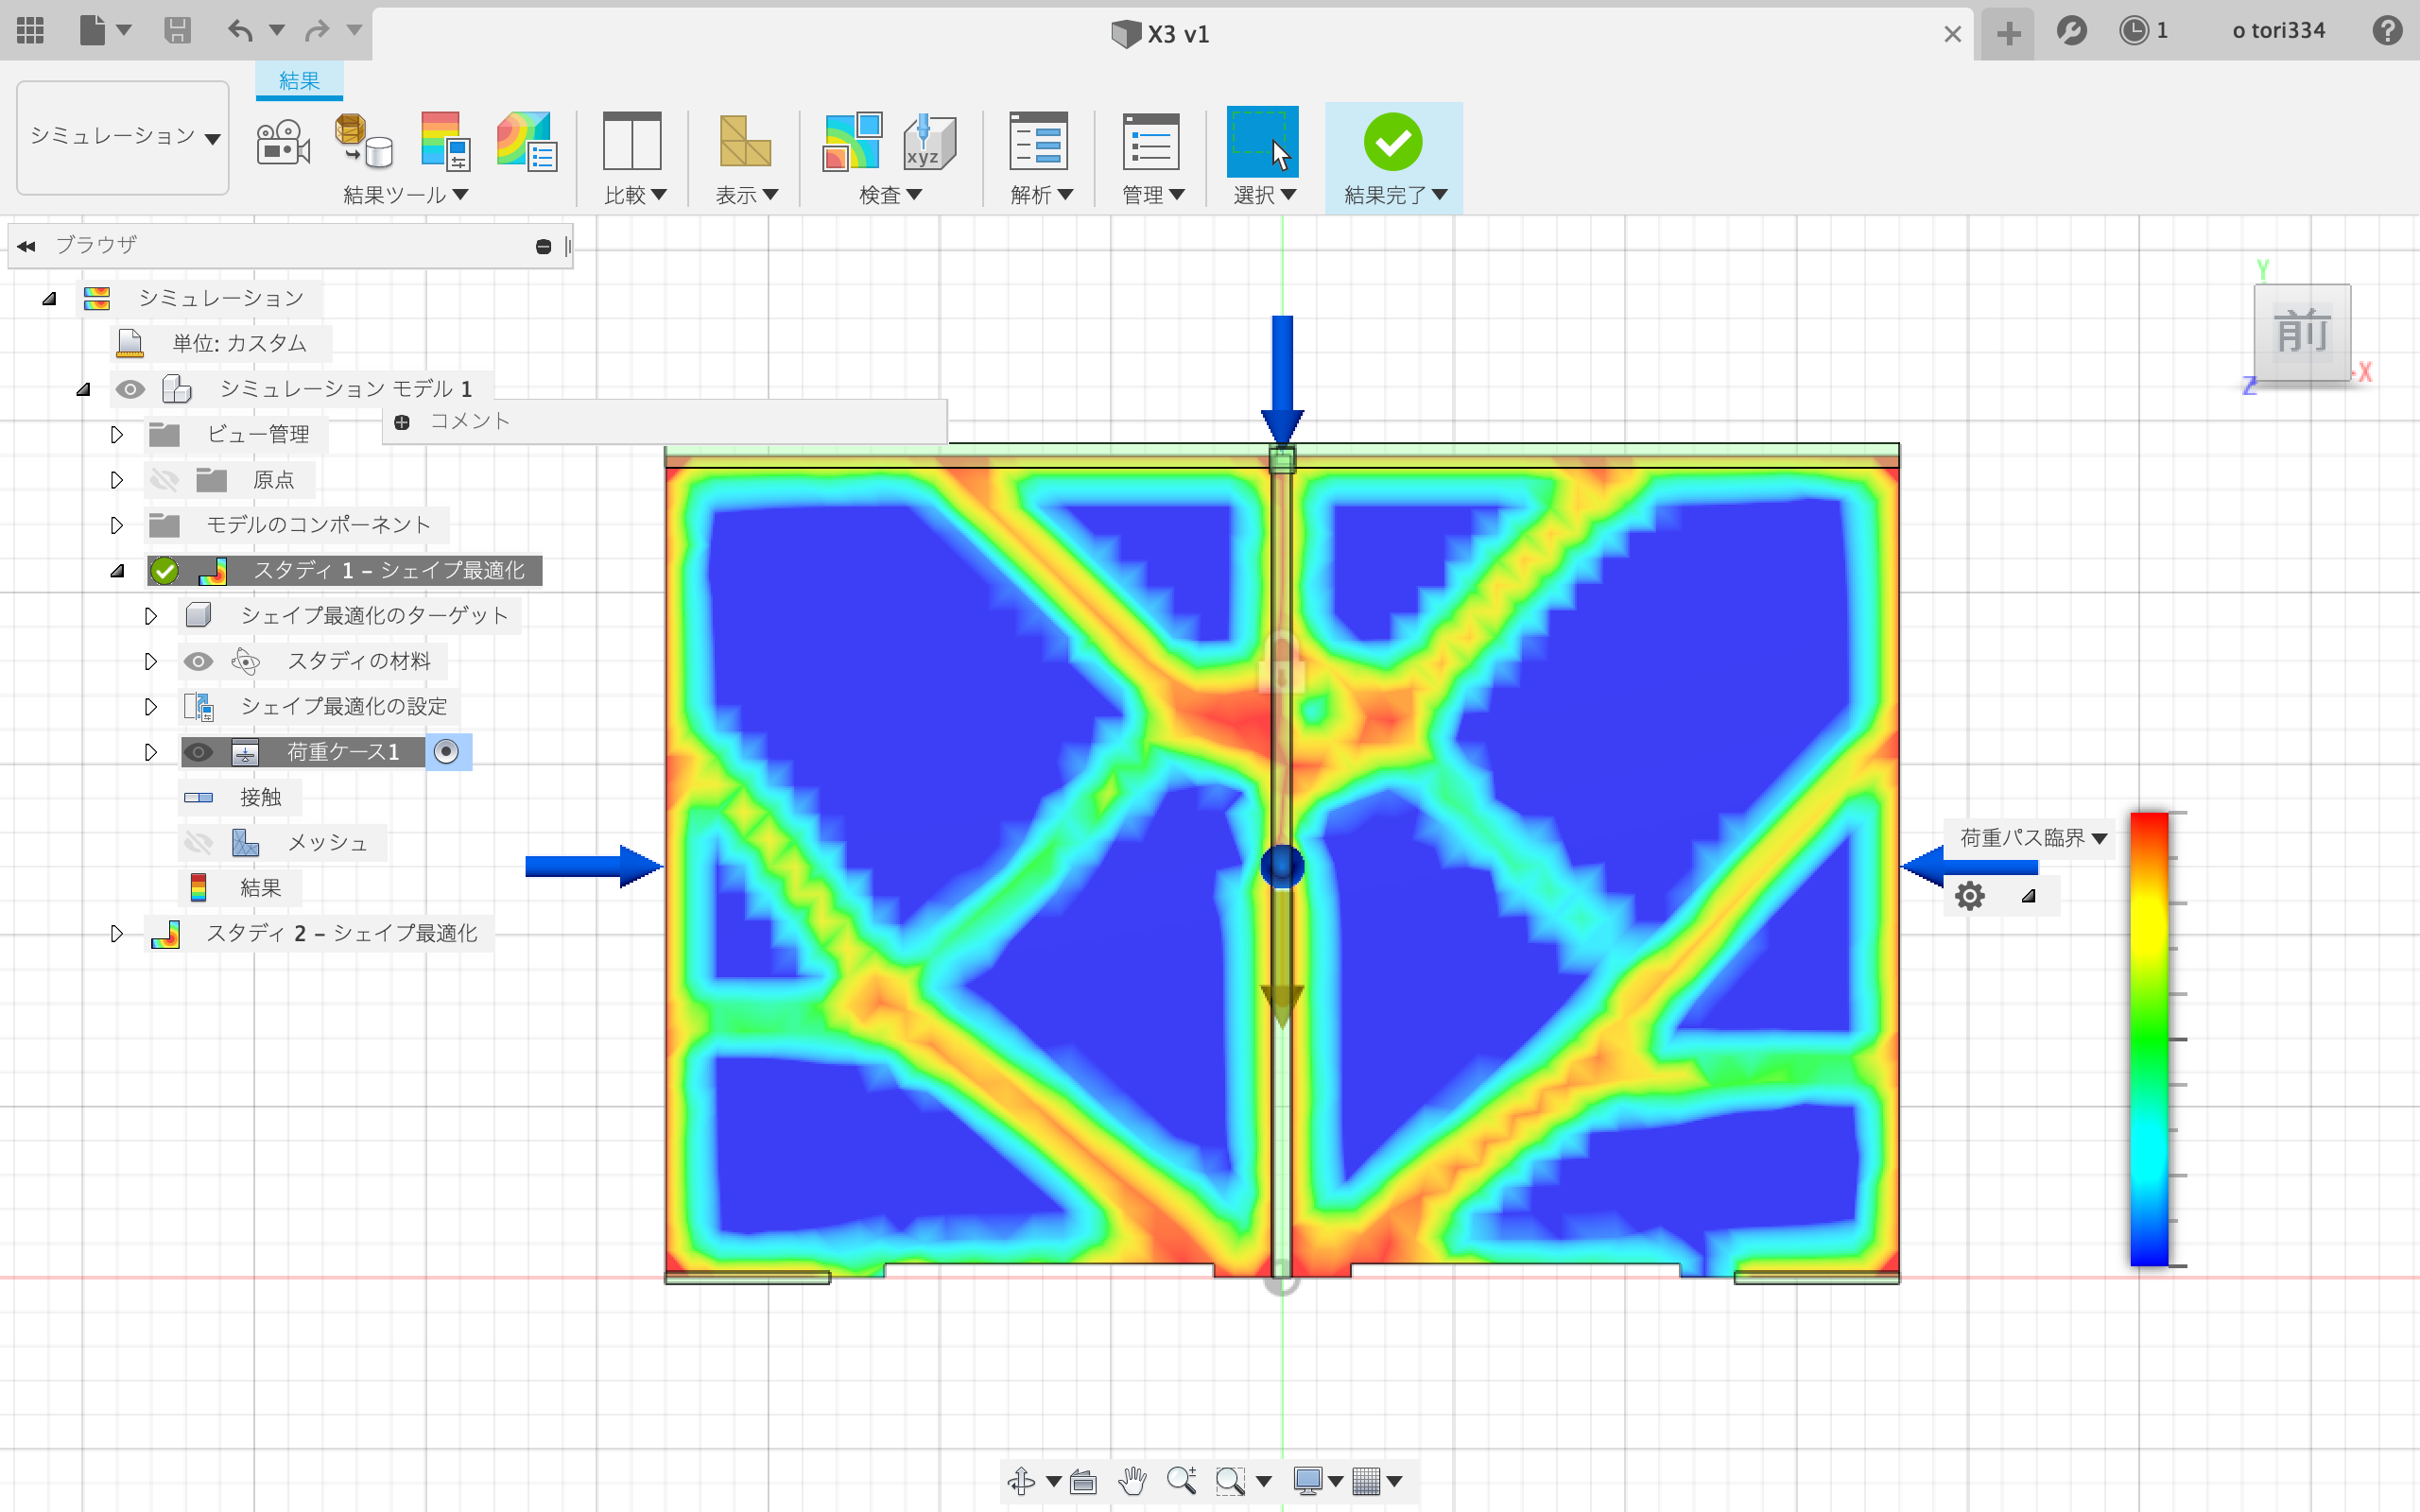 X3 v1
1
o tori334
結果
シミュレーション
結果ツール
比較
表示
検査
xyz
解析
管理
選択
結果完了
ブラウザ
シミュレーション
単位: カスタム
シミュレーション モデル 1
コメント
ビュー管理
原点
モデルのコンポーネント
スタディ 1 – シェイプ最適化
シェイプ最適化のターゲット
スタディの材料
シェイプ最適化の設定
荷重ケース1
接触
メッシュ
結果
スタディ 2 – シェイプ最適化
Y
前
X
Z
荷重パス臨界